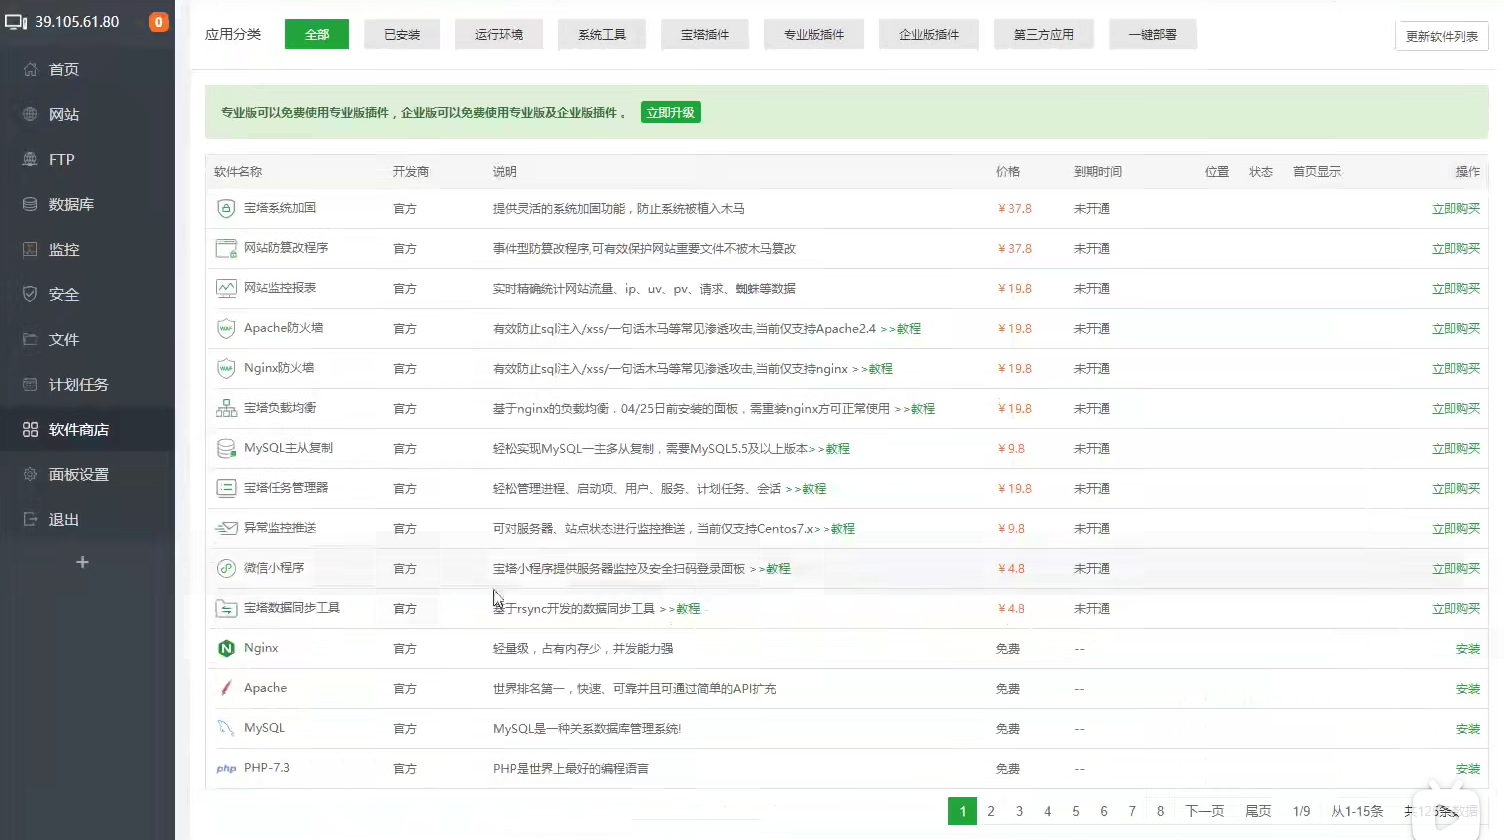 39.105.61.80 0
首页
网站
FTP
数据库
监控
安全
文件
计划任务
软件商店
面板设置
退出
+
应用分类 全部 已安装 运行环境 系统工具 宝塔插件 专业版插件 企业版插件 第三方应用 一键部署 更新软件列表
专业版可以免费使用专业版插件，企业版可以免费使用专业版及企业版插件 。 立即升级
软件名称 开发商 说明 价格 到期时间 位置 状态 首页显示 操作
宝塔系统加固 官方 提供灵活的系统加固功能，防止系统被植入木马 ¥ 37.8 未开通 立即购买
网站防篡改程序 官方 事件型防篡改程序,可有效保护网站重要文件不被木马篡改 ¥ 37.8 未开通 立即购买
网站监控报表 官方 实时精确统计网站流量、ip、uv、pv、请求、蜘蛛等数据 ¥ 19.8 未开通 立即购买
Apache防火墙 官方 有效防止sql注入/xss/一句话木马等常见渗透攻击,当前仅支持Apache2.4 >>教程 ¥ 19.8 未开通 立即购买
Nginx防火墙 官方 有效防止sql注入/xss/一句话木马等常见渗透攻击,当前仅支持nginx >>教程 ¥ 19.8 未开通 立即购买
宝塔负载均衡 官方 基于nginx的负载均衡．04/25日前安装的面板，需重装nginx方可正常使用 >>教程 ¥ 19.8 未开通 立即购买
MySQL主从复制 官方 轻松实现MySQL一主多从复制，需要MySQL5.5及以上版本>>教程 ¥ 9.8 未开通 立即购买
宝塔任务管理器 官方 轻松管理进程、启动项、用户、服务、计划任务、会话 >>教程 ¥ 19.8 未开通 立即购买
异常监控推送 官方 可对服务器、站点状态进行监控推送，当前仅支持Centos7.x>>教程 ¥ 9.8 未开通 立即购买
微信小程序 官方 宝塔小程序提供服务器监控及安全扫码登录面板 >>教程 ¥ 4.8 未开通 立即购买
宝塔数据同步工具 官方 基于rsync开发的数据同步工具 >>教程 ¥ 4.8 未开通 立即购买
Nginx 官方 轻量级，占有内存少，并发能力强 免费 -- 安装
Apache 官方 世界排名第一，快速、可靠并且可通过简单的API扩充 免费 -- 安装
MySQL 官方 MySQL是一种关系数据库管理系统! 免费 -- 安装
php PHP-7.3 官方 PHP是世界上最好的编程语言 免费 -- 安装
1 2 3 4 5 6 7 8 下一页 尾页 1/9 从1-15条 共125条数据